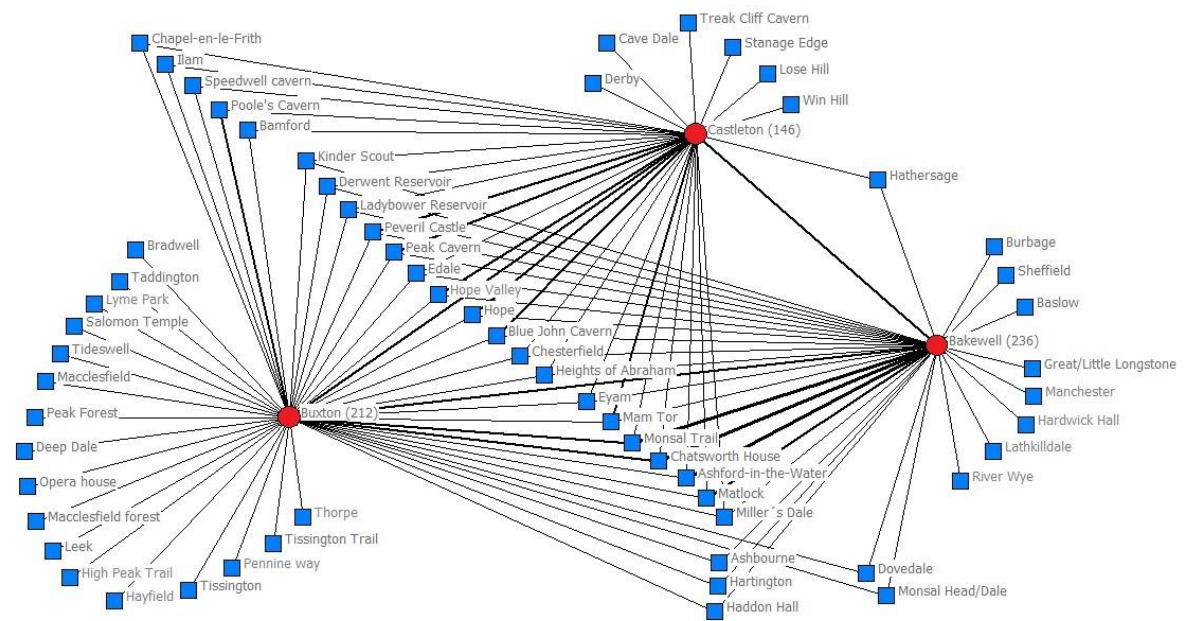 Treak Cliff Cavern
Chapel-en-le-Frith
Cave Dale
Stanage Edge
Ilam
Lose Hill
Speedwell cavern
Derby
Win Hill
Poole's Cavern
Bamford
Castleton (146)
Kinder Scout
Hathersage
Derwent Reservoir
Ladybower Reservoir
Peveril Castle
Bradwell
Peak Cavern
Burbage
Edale
Sheffield
Taddington
Hope Valley
Lyme Park
Hope
Baslow
Salomon Temple
Blue John Cavern
Bakewell (236)
Tideswell
Chesterfield
Great/Little Longstone
Heights of Abraham
Macclesfield
Manchester
Eyam
Peak Forest
Buxton (212)
Mam Tor
Hardwick Hall
Monsal Trail
Deep Dale
Lathkilldale
Chatsworth House
Ashford-in-the-Water
River Wye
Opera house
Matlock
Miller´s Dale
Macclesfield forest
Thorpe
Tissington Trail
Leek
Ashbourne
Pennine way
Dovedale
High Peak Trail
Hartington
Tissington
Monsal Head/Dale
Hayfield
Haddon Hall